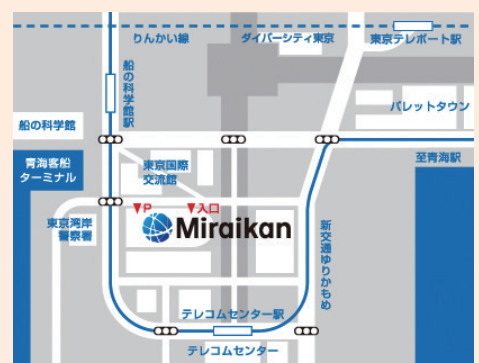 りんかい線
ダイバーシティ東京
東京テレポート駅
船の科学館駅
パレットタウン
船の科学館
青海客船
ターミナル
東京国際
交流館
至青海駅
P
入口
Miraikan
東京湾岸
警察署
新交通ゆりかもめ
テレコムセンター駅
テレコムセンター